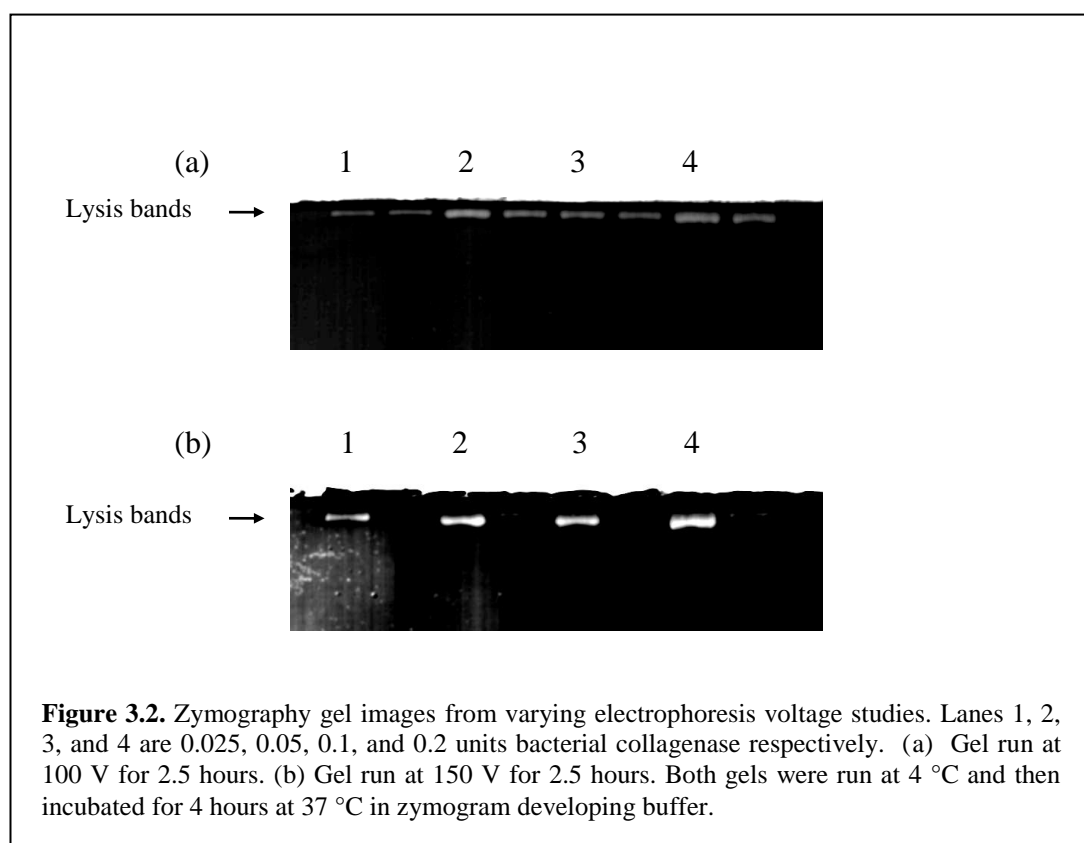 (a) 1 2 3 4
Lysis bands
(b) 1 2 3 4
Lysis bands
Figure 3.2. Zymography gel images from varying electrophoresis voltage studies. Lanes 1, 2,
3, and 4 are 0.025, 0.05, 0.1, and 0.2 units bacterial collagenase respectively. (a) Gel run at
100 V for 2.5 hours. (b) Gel run at 150 V for 2.5 hours. Both gels were run at 4 °C and then
incubated for 4 hours at 37 °C in zymogram developing buffer.